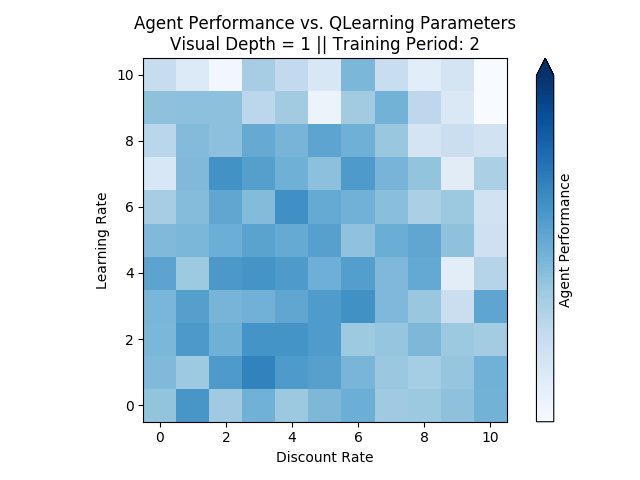 Agent Performance vs. QLearning Parameters
Visual Depth = 1 || Training Period: 2
10
8
6
4
2
0
Learning Rate
0 2 4 6 8 10
Discount Rate
Agent Performance